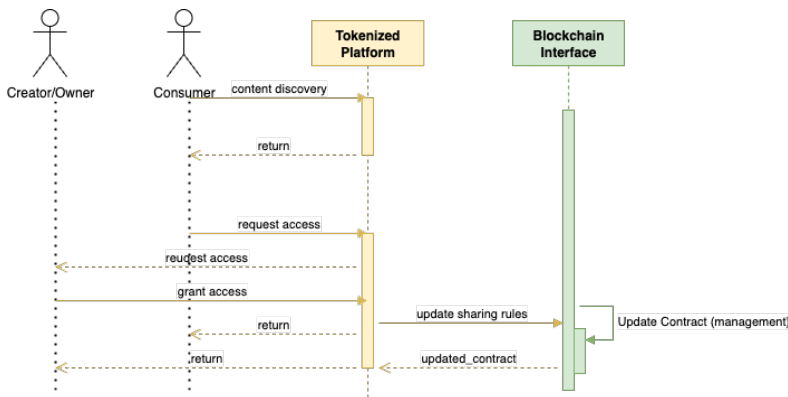 Tokenized
Platform
Blockchain
Interface
Creator/Owner
Consumer
content discovery
return
request access
request access
grant access
update sharing rules
Update Contract (management)
return
return
updated_contract